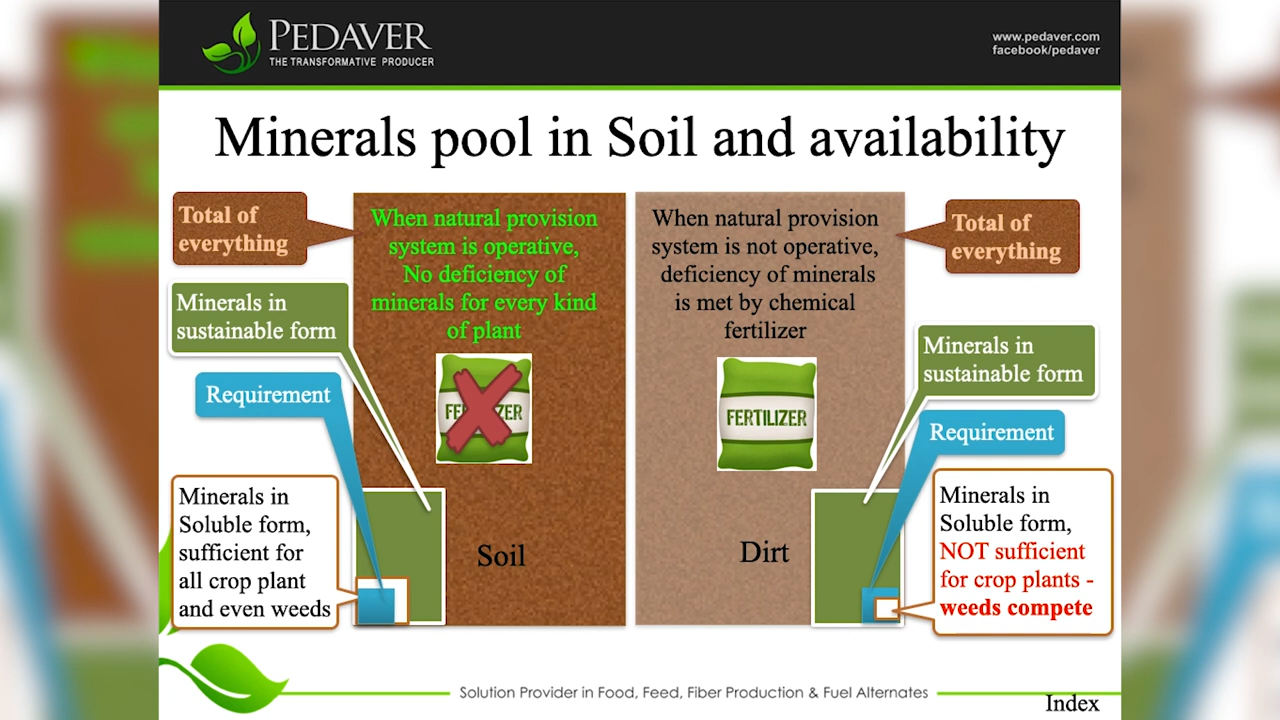 PEDAVER
THE TRANSFORMATIVE PRODUCER
www.pedaver.com
facebook/pedaver
Minerals pool in Soil and availability
Total of
everything
Minerals in
sustainable form
Requirement
Minerals in
Soluble form,
sufficient for
all crop plant
and even weeds
When natural provision
system is operative,
No deficiency of
minerals for every kind
of plant
FE ZER
Soil
When natural provision
system is not operative,
deficiency of minerals
is met by chemical
fertilizer
FERTILIZER
Dirt
Total of
everything
Minerals in
sustainable form
Requirement
Minerals in
Soluble form,
NOT sufficient
for crop plants -
weeds compete
Solution Provider in Food, Feed, Fiber Production & Fuel Alternates
Index